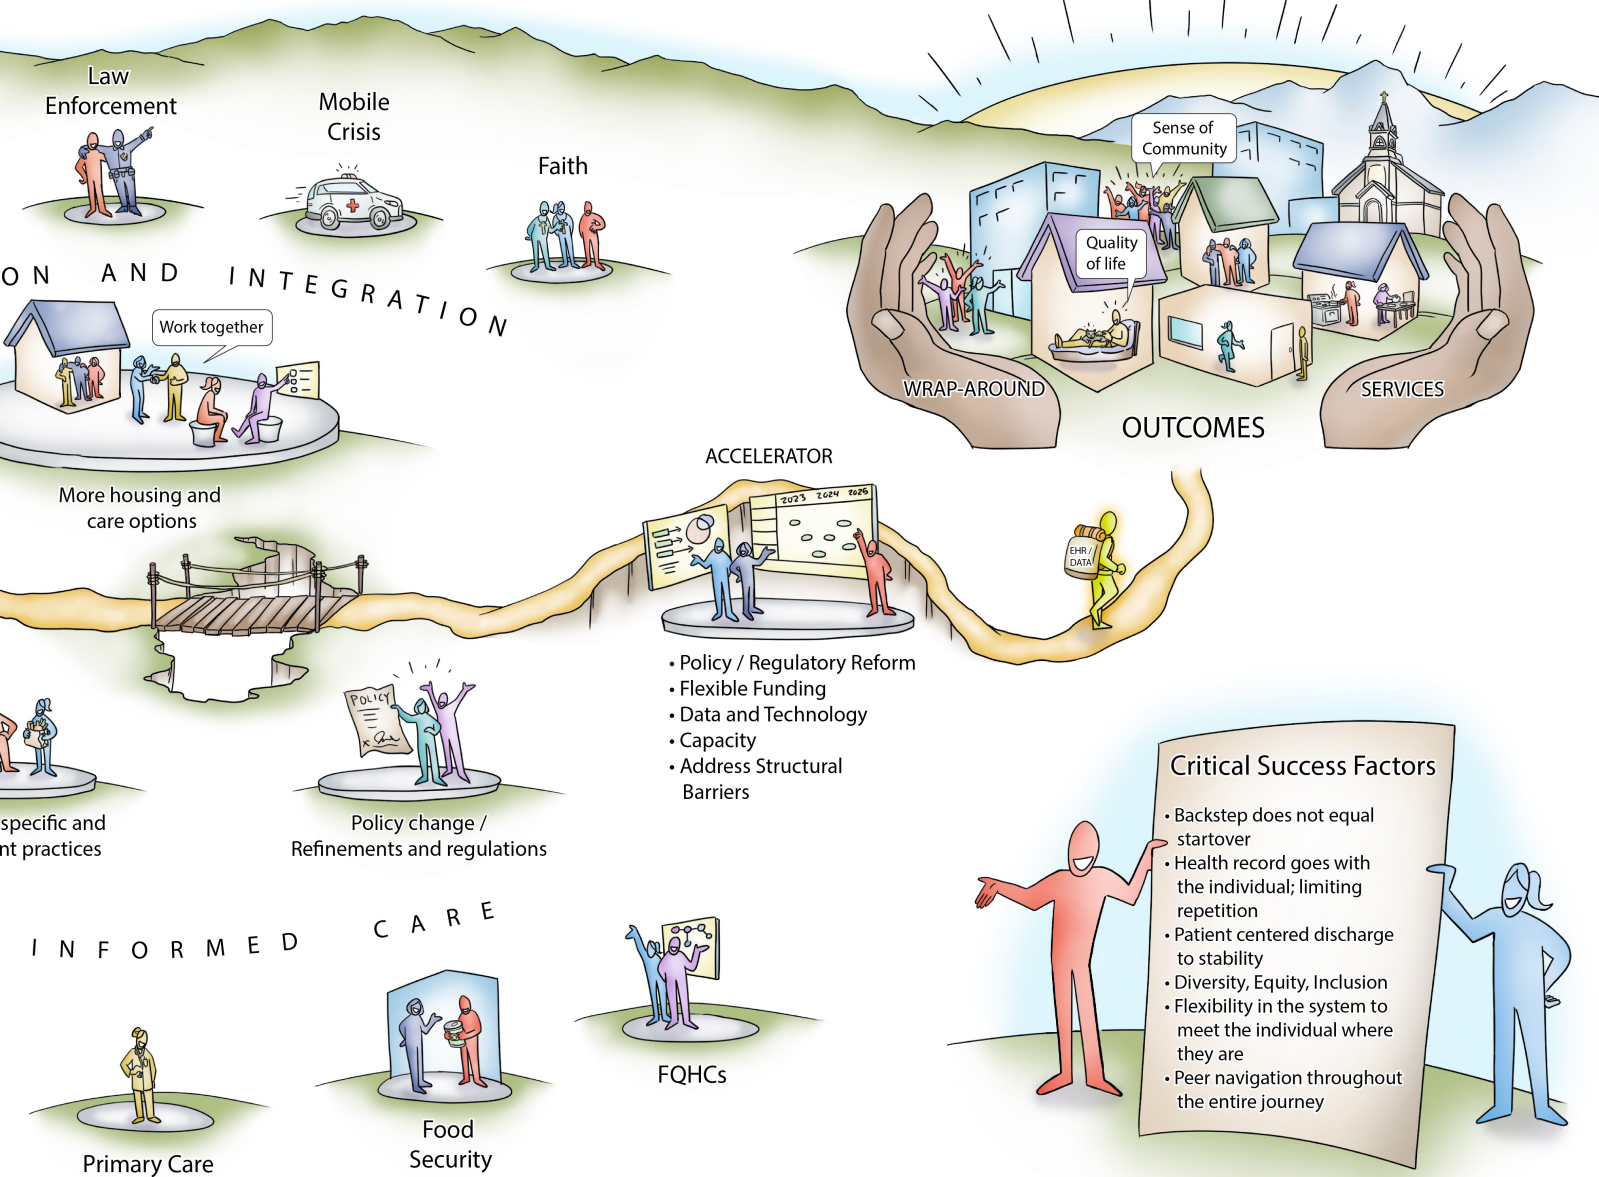 Law
Enforcement
Mobile
Crisis
Faith
ON AND INTEGRATION
Work together
More housing and
care options
Sense of
Community
Quality
of life
WRAP-AROUND
SERVICES
OUTCOMES
ACCELERATOR
2023 2024 2025
EHR /
DATA
• Policy / Regulatory Reform
• Flexible Funding
• Data and Technology
• Capacity
• Address Structural
Barriers
POLICY
specific and
nt practices
Policy change /
Refinements and regulations
INFORMED CARE
FQHCs
Primary Care
Food
Security
Critical Success Factors
• Backstep does not equal
startover
• Health record goes with
the individual; limiting
repetition
• Patient centered discharge
to stability
• Diversity, Equity, Inclusion
• Flexibility in the system to
meet the individual where
they are
• Peer navigation throughout
the entire journey